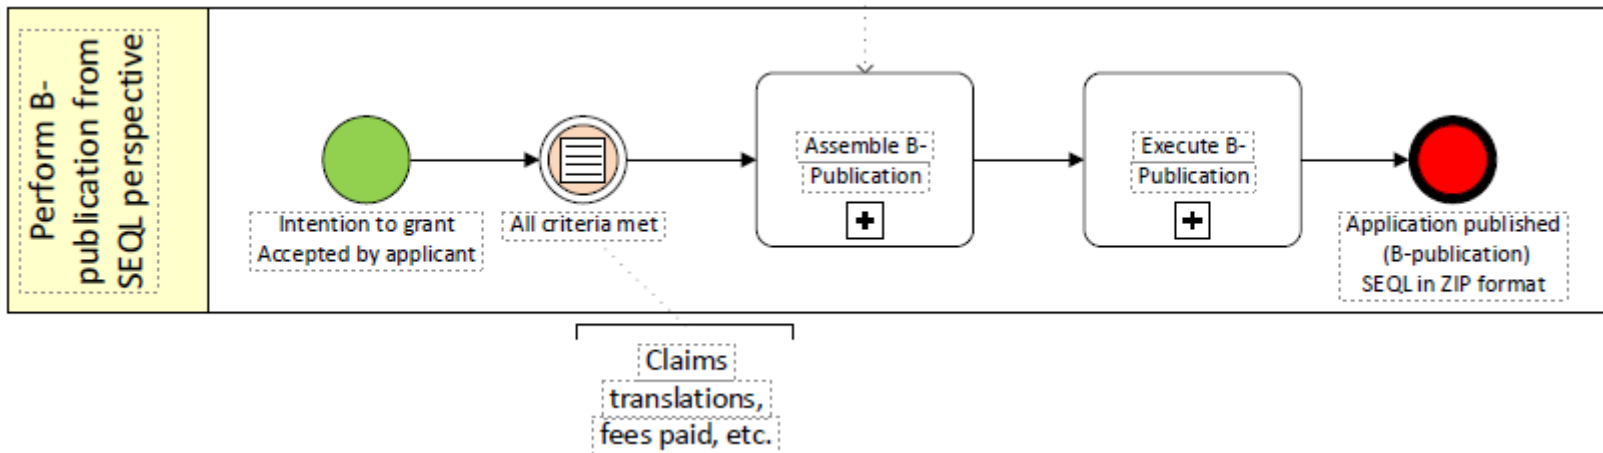 Perform B-
publication from
SEQL perspective
Intention to grant
Accepted by applicant
All criteria met
Assemble B-
Publication
Execute B-
Publication
Application published
(B-publication)
SEQL in ZIP format
Claims
translations,
fees paid, etc.